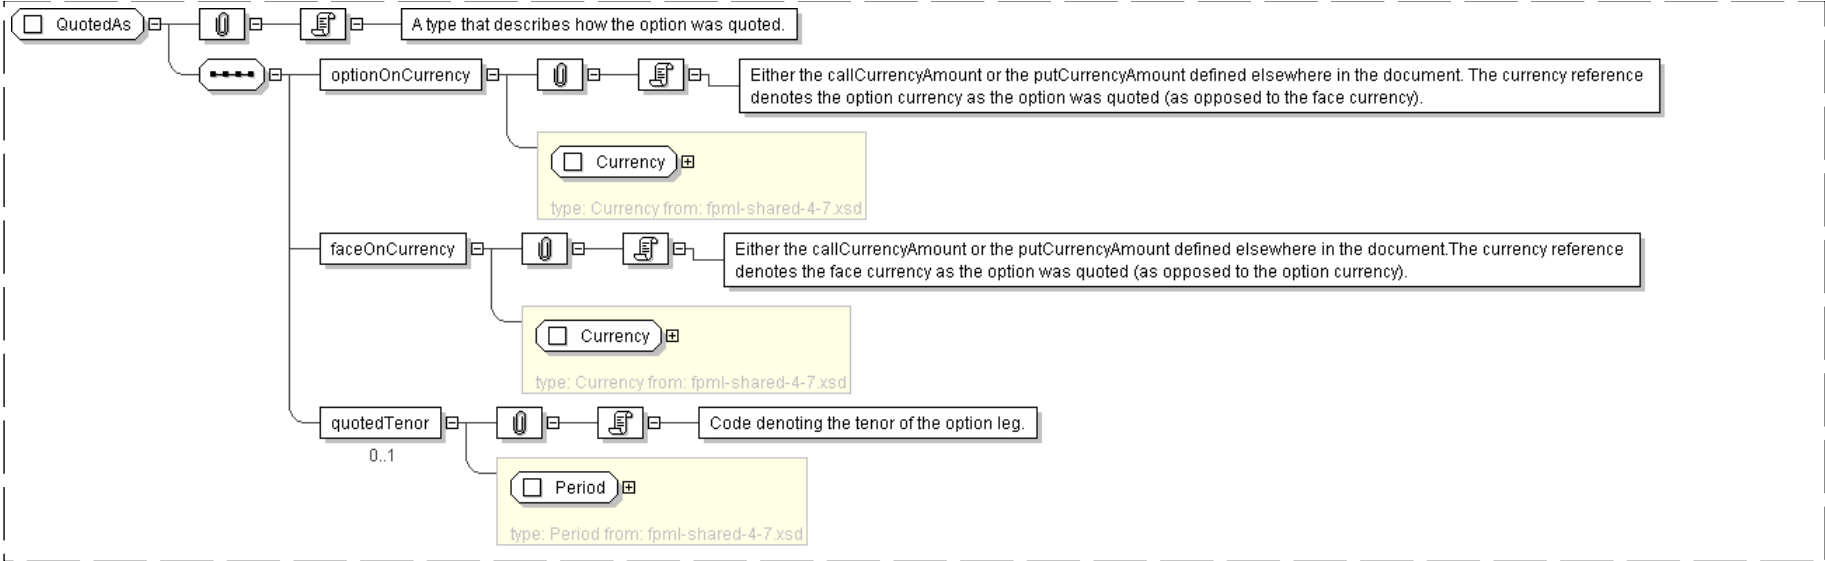 QuotedAs
A type that describes how the option was quoted.
optionOnCurrency
Either the callCurrencyAmount or the putCurrencyAmount defined elsewhere in the document. The currency reference
denotes the option currency as the option was quoted (as opposed to the face currency).
Currency
type: Currency from: fpml-shared-4-7.xsd
faceOnCurrency
Either the callCurrencyAmount or the putCurrencyAmount defined elsewhere in the document.The currency reference
denotes the face currency as the option was quoted (as opposed to the option currency).
Currency
type: Currency from: fpml-shared-4-7.xsd
quotedTenor
0..1
Code denoting the tenor of the option leg.
Period
type: Period from: fpml-shared-4-7.xsd